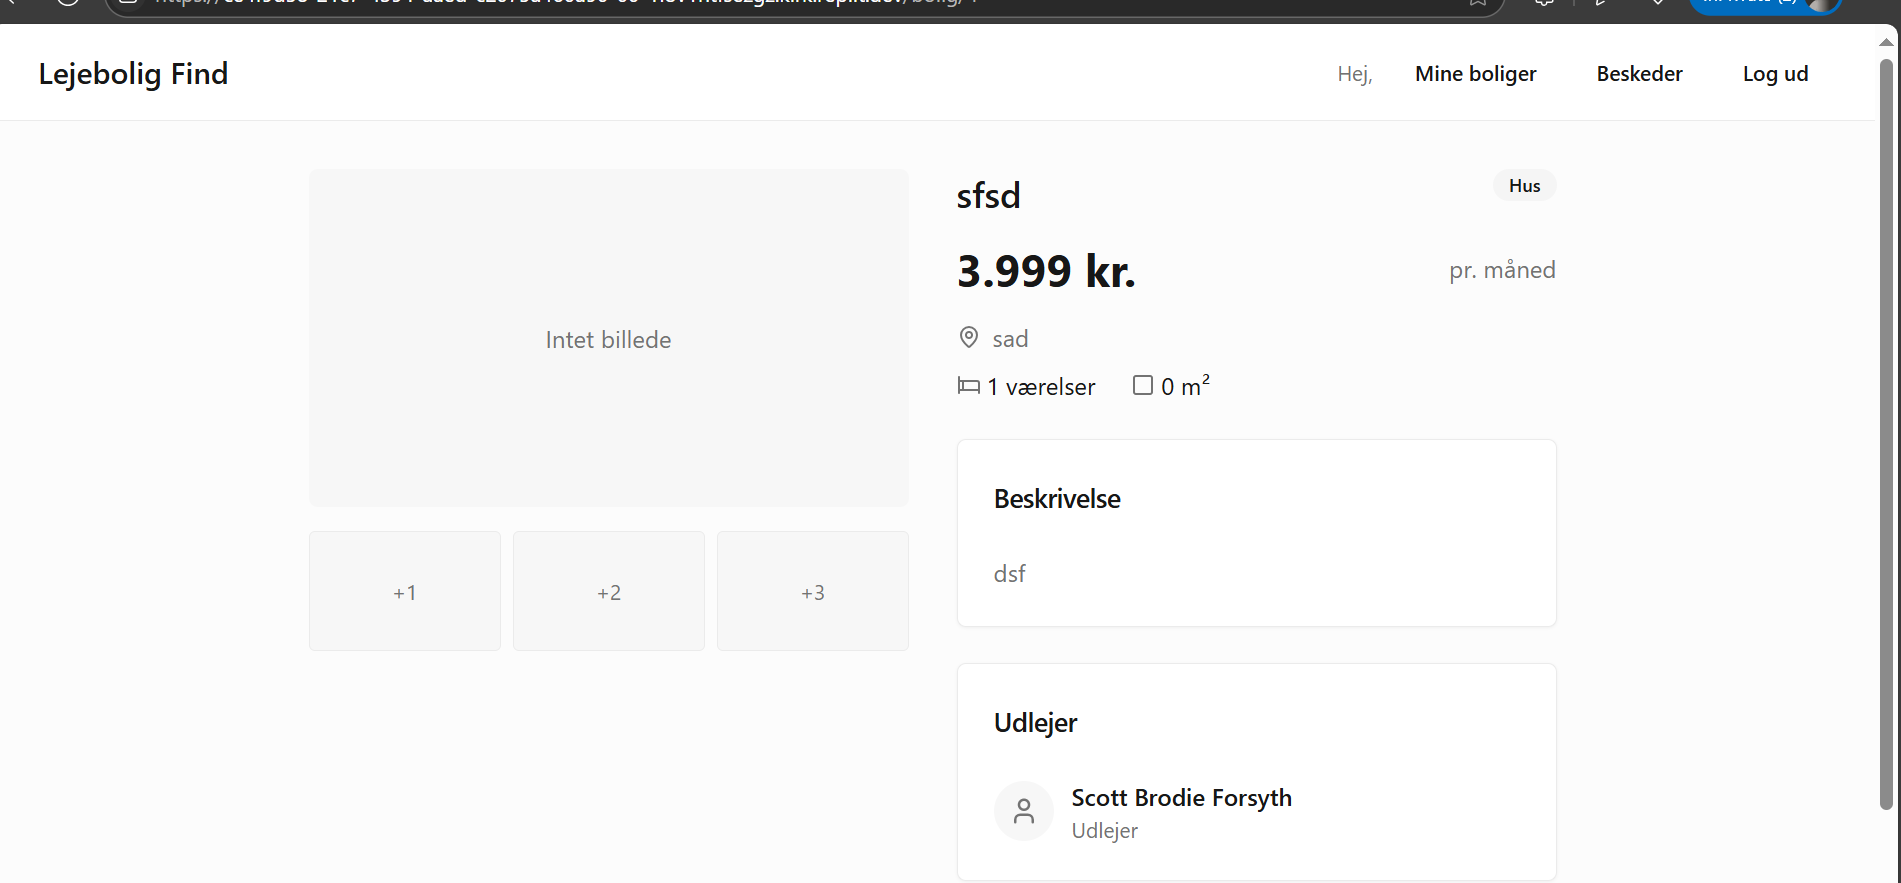 Lejebolig Find
Hej,
Mine boliger
Beskeder
Log ud
Intet billede
+1
+2
+3
sfsd
Hus
3.999 kr.
pr. måned
sad
1 værelser
0 m²
Beskrivelse
dsf
Udlejer
Scott Brodie Forsyth
Udlejer